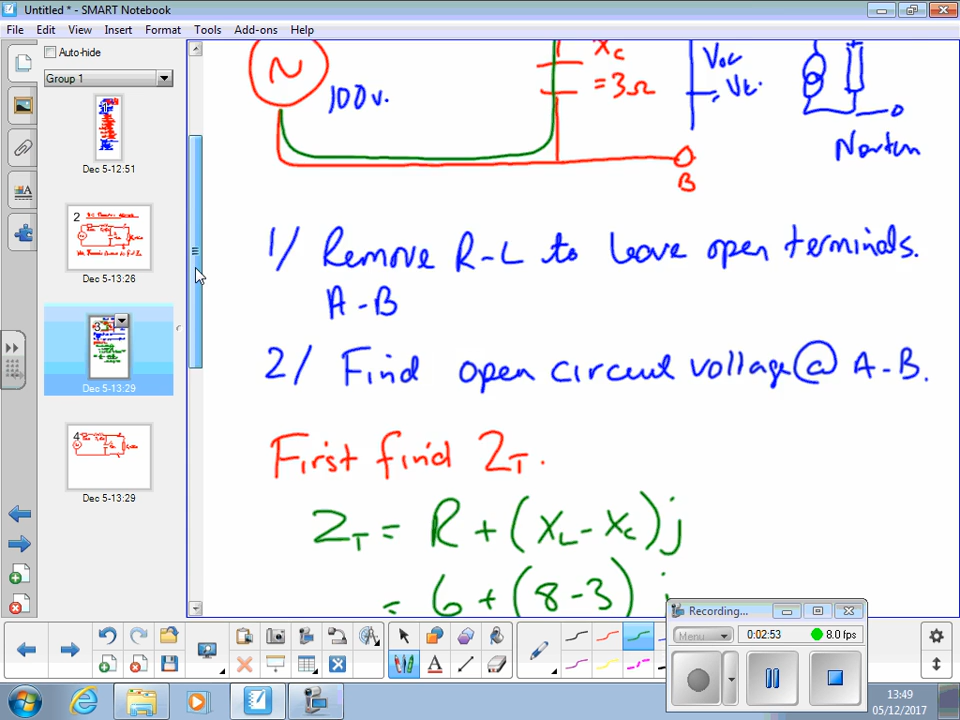 Untitled * - SMART Notebook
File Edit View Insert Format Tools Add-ons Help
Auto-hide
Group 1
Dec 5-12:51
2
Dec 5-13:26
3
Dec 5-13:29
4
Dec 5-13:29
100v.
Xc
= 3Ω
Voc
= Vt.
Norton
B
1/ Remove R-L to leave open terminals.
A-B
2/ Find open circuit voltage @ A-B.
First find ZT.
ZT = R + (XL - Xc)j
= 6 + (8-3) j
Recording...
Menu
0:02:53
8.0 fps
A
13:49
05/12/2017